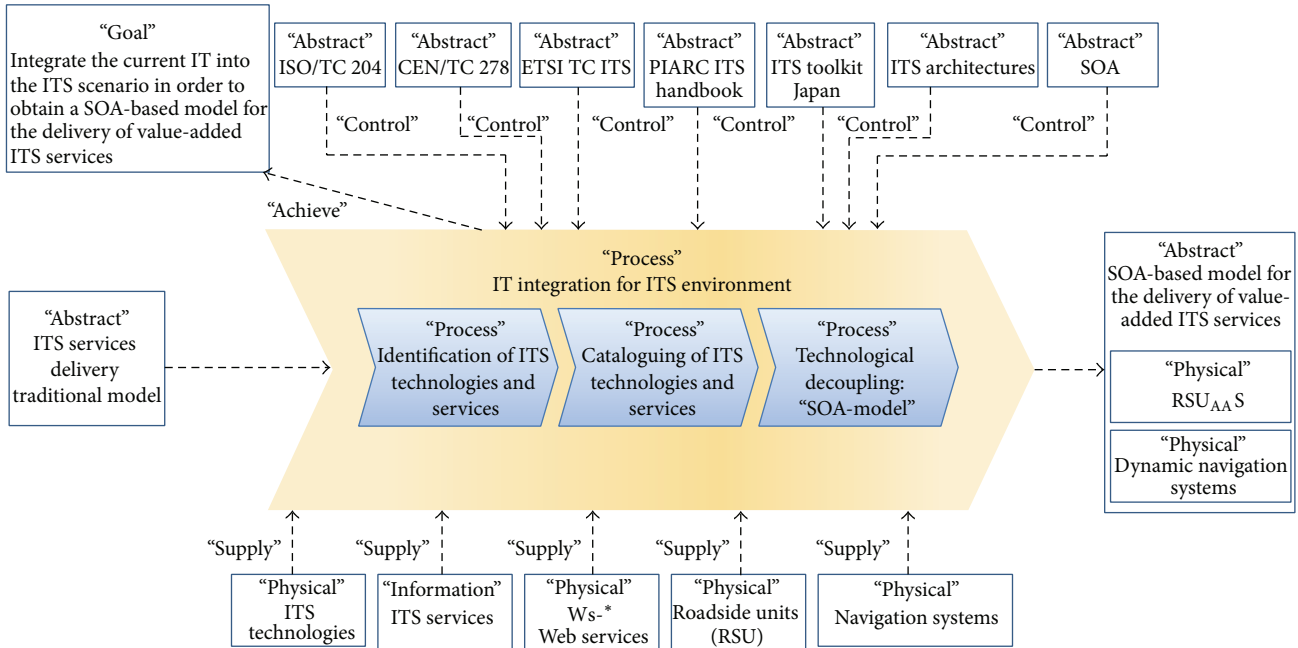 “Goal”
Integrate the current IT into
the ITS scenario in order to
obtain a SOA-based model for
the delivery of value-added
ITS services
“Abstract”
ISO/TC 204
“Abstract”
CEN/TC 278
“Abstract”
ETSI TC ITS
“Abstract”
PIARC ITS
handbook
“Abstract”
ITS toolkit
Japan
“Abstract”
ITS architectures
“Abstract”
SOA
“Control”
“Control”
“Control”
“Control”
“Control”
“Control”
“Achieve”
“Process”
IT integration for ITS environment
“Abstract”
ITS services
delivery
traditional model
“Process”
Identification of ITS
technologies and
services
“Process”
Cataloguing of ITS
technologies and
services
“Process”
Technological
decoupling:
“SOA-model”
“Abstract”
SOA-based model for
the delivery of value-
added ITS services
“Physical”
RSU_AA S
“Physical”
Dynamic navigation
systems
“Supply”
“Supply”
“Supply”
“Supply”
“Supply”
“Physical”
ITS
technologies
“Information”
ITS services
“Physical”
Ws-*
Web services
“Physical”
Roadside units
(RSU)
“Physical”
Navigation systems